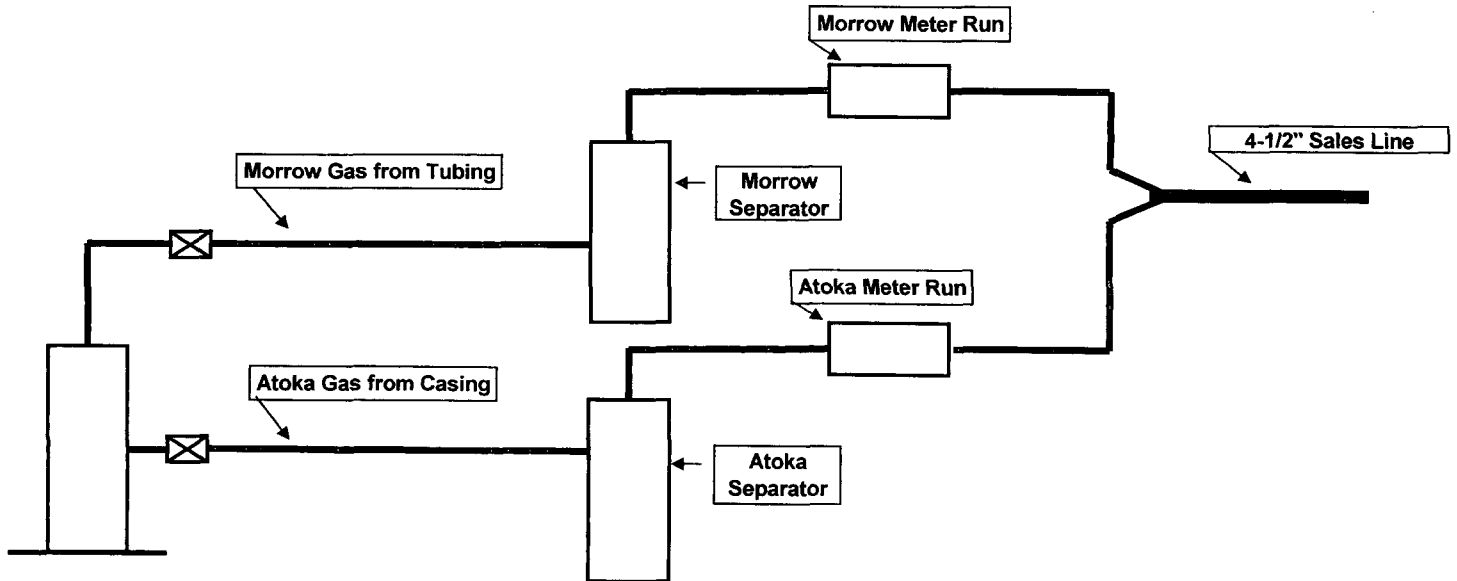 Morrow Meter Run
4-1/2" Sales Line
Morrow Gas from Tubing
Morrow
Separator
Atoka Meter Run
Atoka Gas from Casing
Atoka
Separator